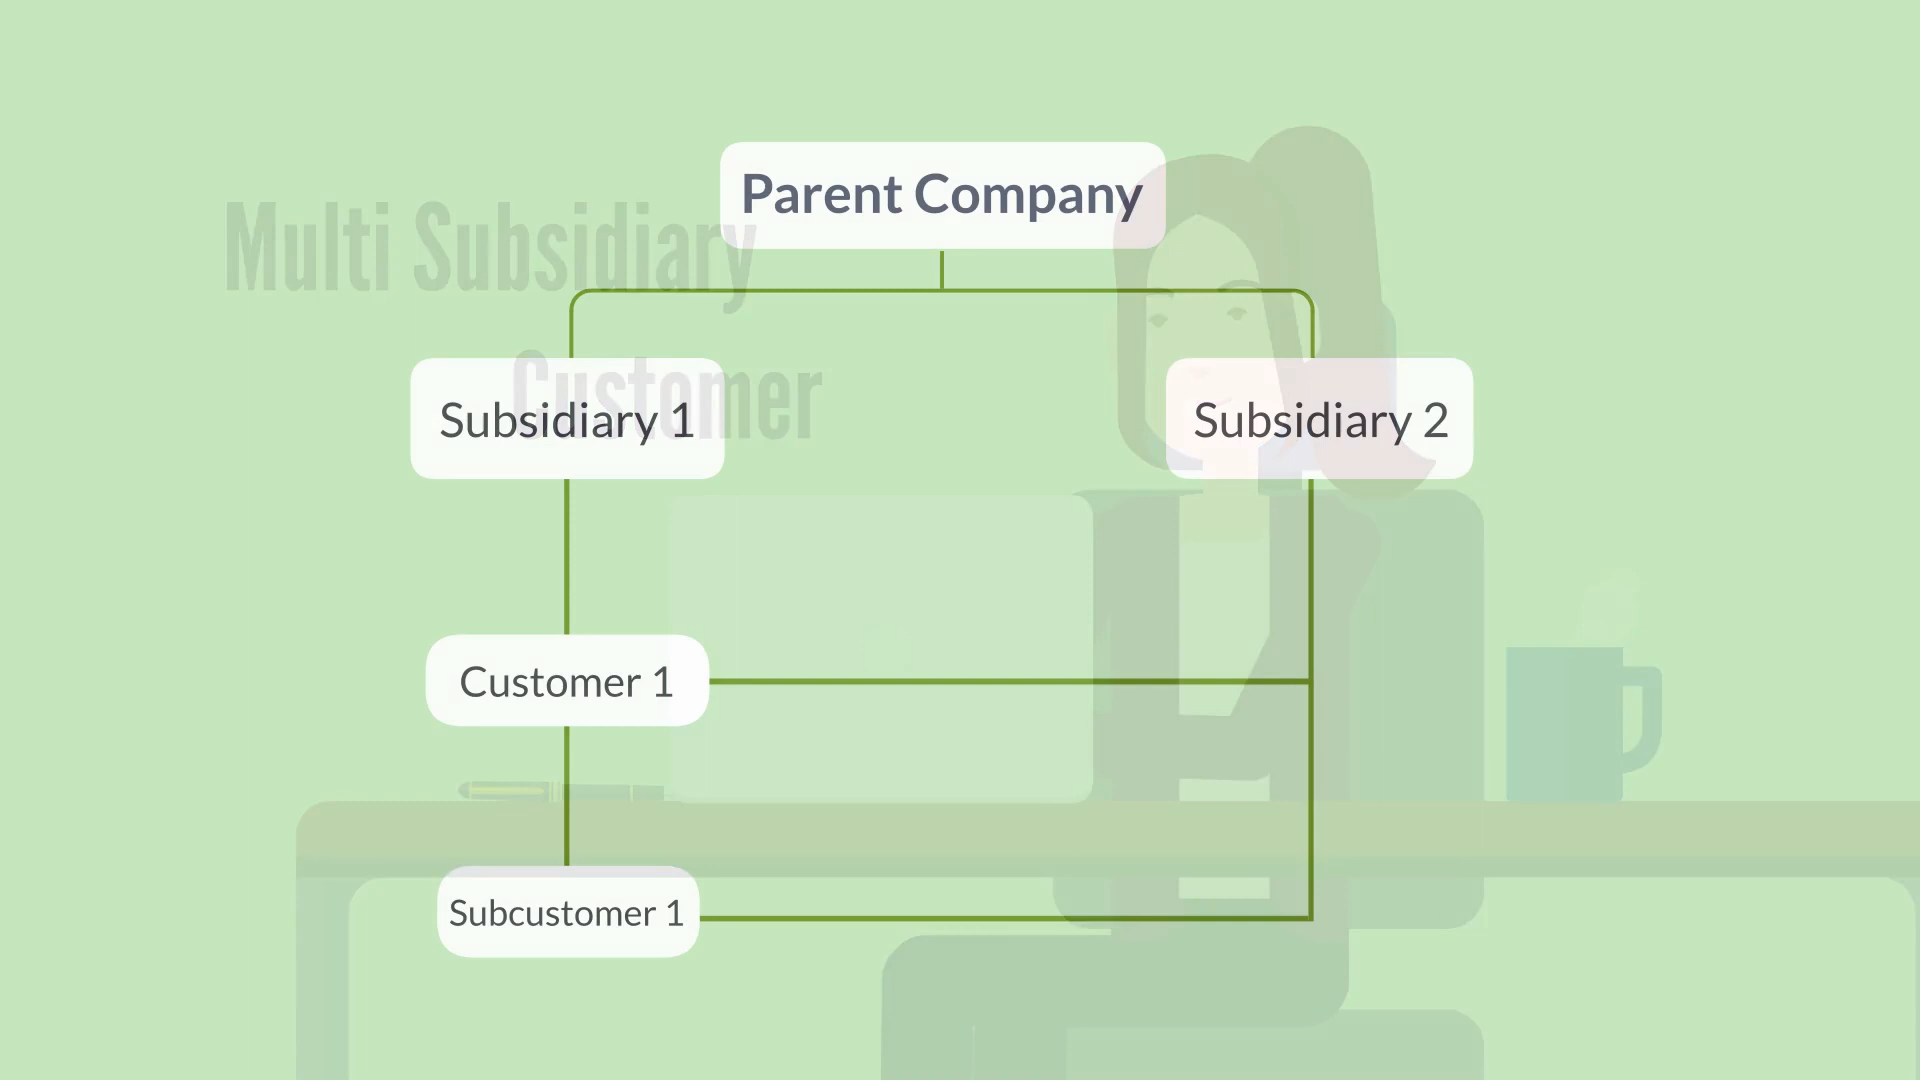 Parent Company
Multi Subsidiary
Customer
Subsidiary 1
Subsidiary 2
Customer 1
Subcustomer 1